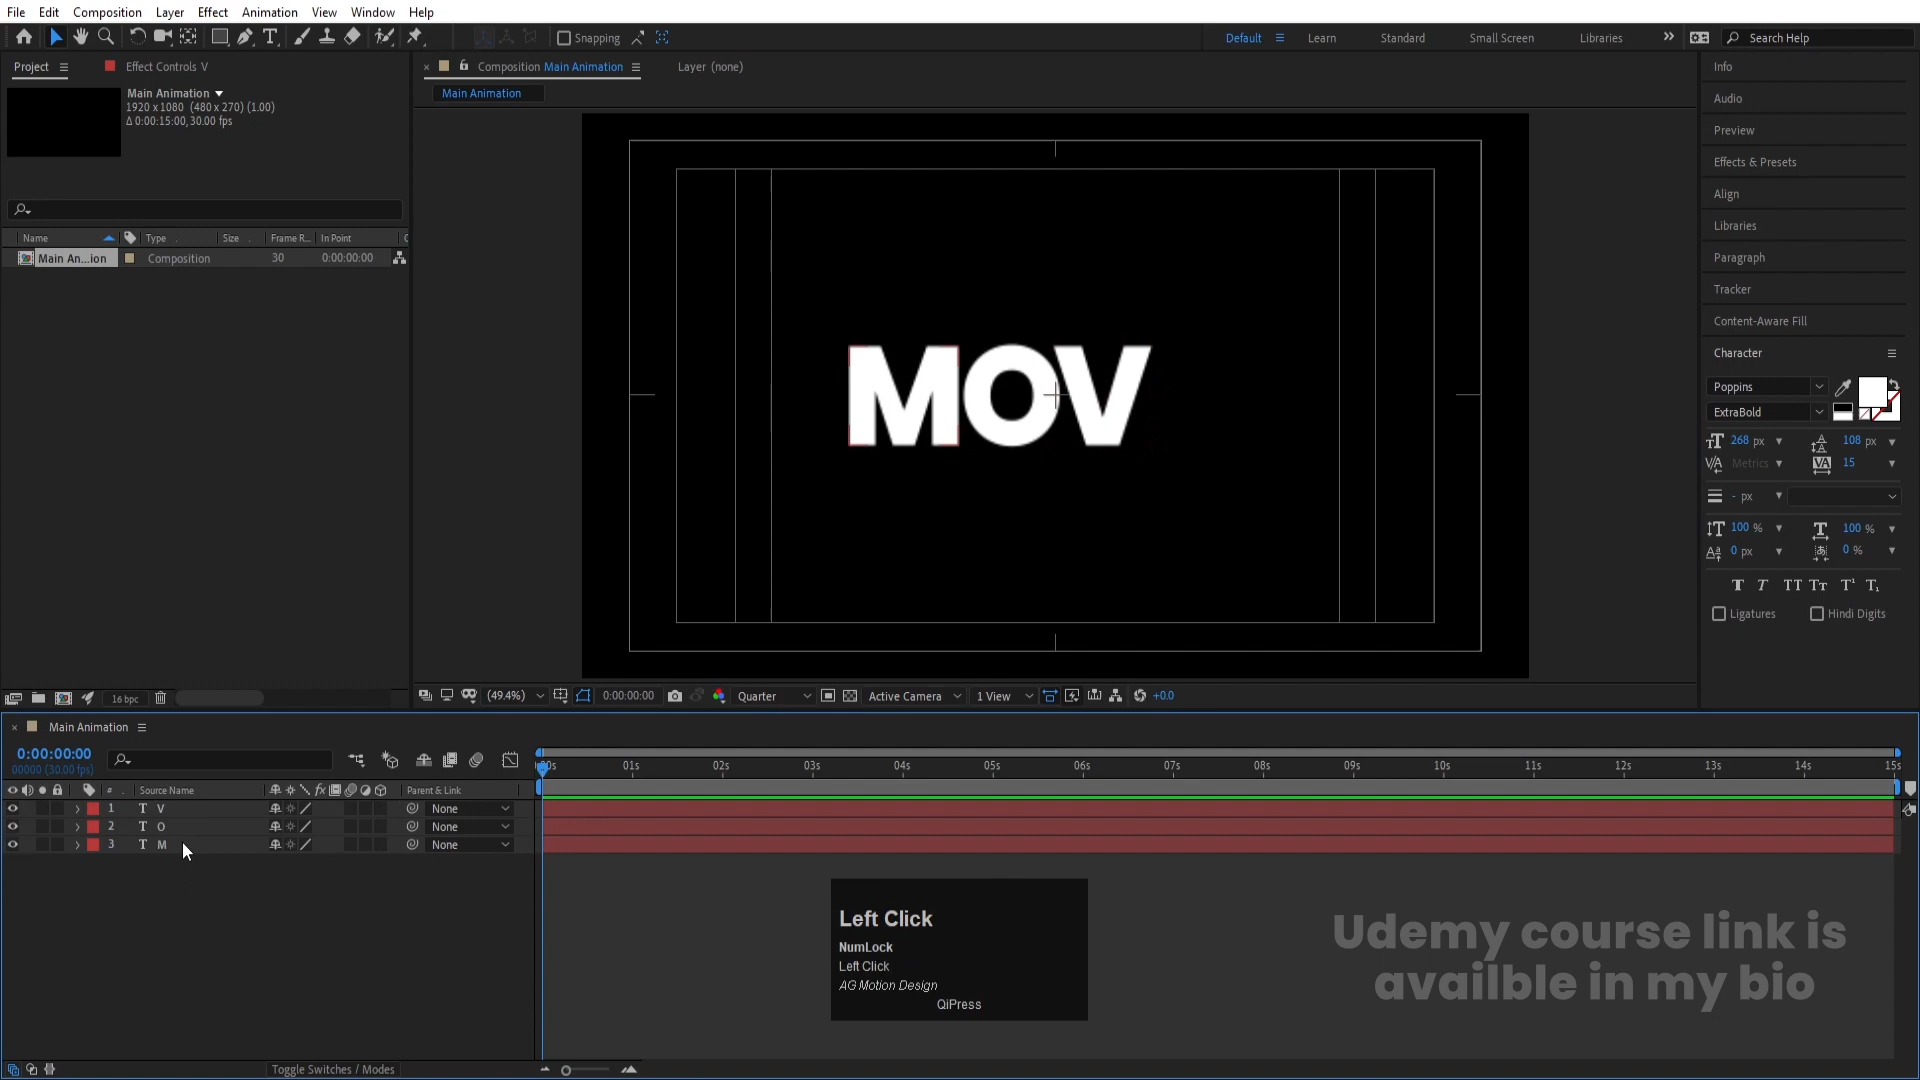 File Edit Composition Layer Effect Animation View Window Help
Snapping
Default Learn Standard Small Screen Libraries Search Help
Project Effect Controls V
Main Animation
1920 x 1080 (480 x 270) (1.00)
Δ 0:00:15:00, 30.00 fps
Name Type Size Frame R... In Point
Main An...ion Composition 30 0:00:00:00
16 bpc
Composition Main Animation Layer (none)
Main Animation
MOV
(49.4%) 0:00:00:00 Quarter Active Camera 1 View +0.0
Info
Audio
Preview
Effects & Presets
Align
Libraries
Paragraph
Tracker
Content-Aware Fill
Character
Poppins
ExtraBold
268 px 108 px
Metrics 15
- px
100 % 100 %
0 px 0 %
Ligatures Hindi Digits
Main Animation
0:00:00:00
00000 (30.00 fps)
# Source Name Parent & Link
1 T V None
2 T O None
3 T M None
00s 01s 02s 03s 04s 05s 06s 07s 08s 09s 10s 11s 12s 13s 14s 15s
Left Click
NumLock
Left Click
AG Motion Design
QiPress
Udemy course link is
availble in my bio
Toggle Switches / Modes